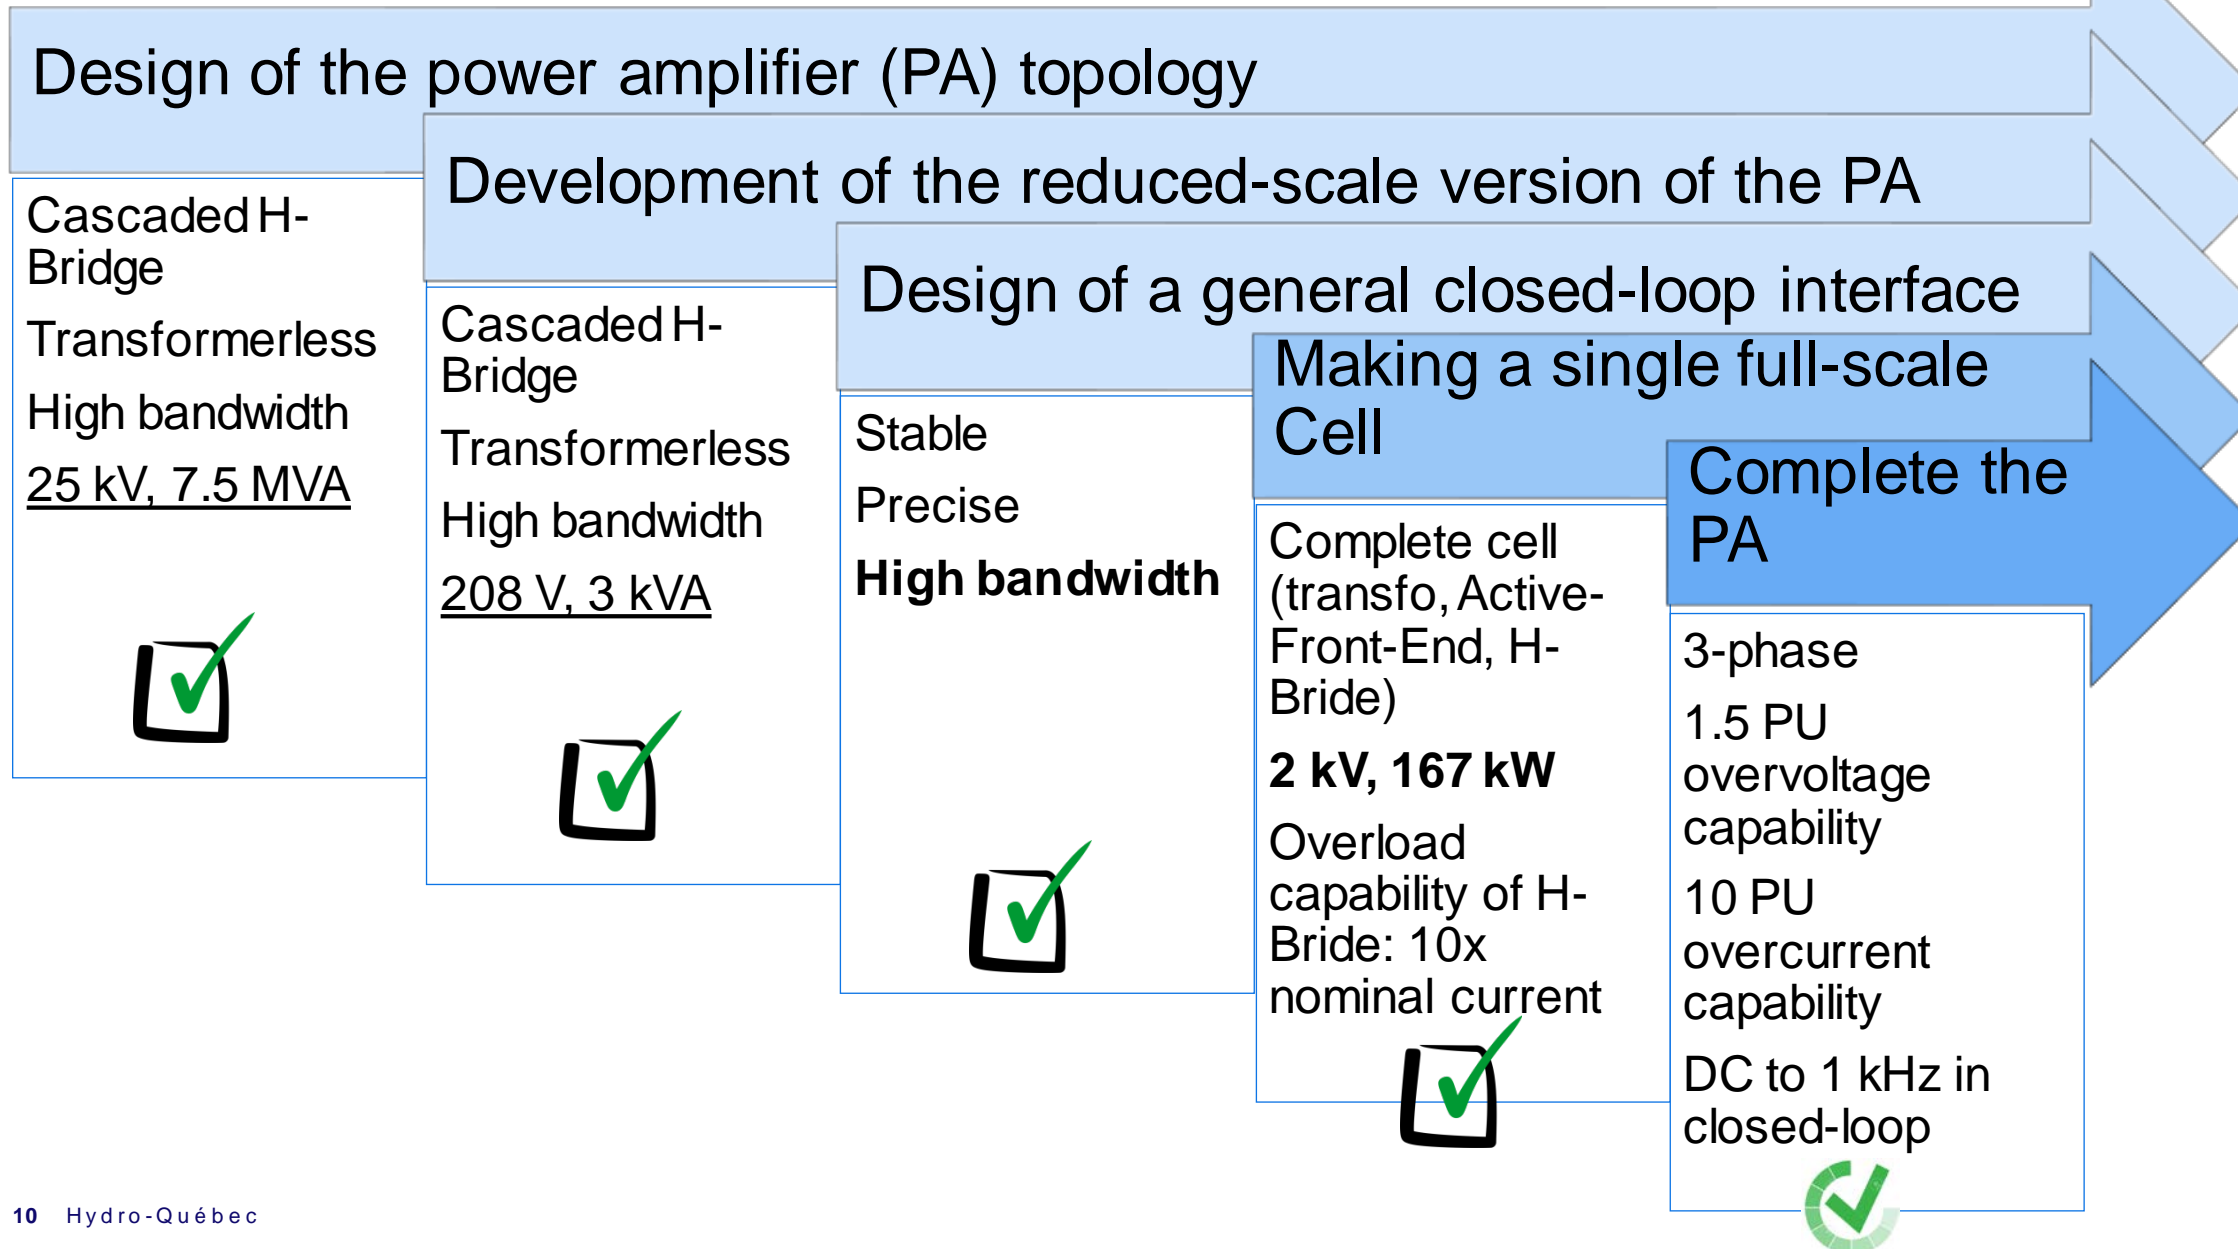 Design of the power amplifier (PA) topology
Cascaded H-
Bridge
Transformerless
High bandwidth
25 kV, 7.5 MVA
Development of the reduced-scale version of the PA
Cascaded H-
Bridge
Transformerless
High bandwidth
208 V, 3 kVA
Design of a general closed-loop interface
Stable
Precise
High bandwidth
Making a single full-scale
Cell
Complete cell
(transfo, Active-
Front-End, H-
Bride)
2 kV, 167 kW
Overload
capability of H-
Bride: 10x
nominal current
Complete the
PA
3-phase
1.5 PU
overvoltage
capability
10 PU
overcurrent
capability
DC to 1 kHz in
closed-loop
10 Hydro-Québec